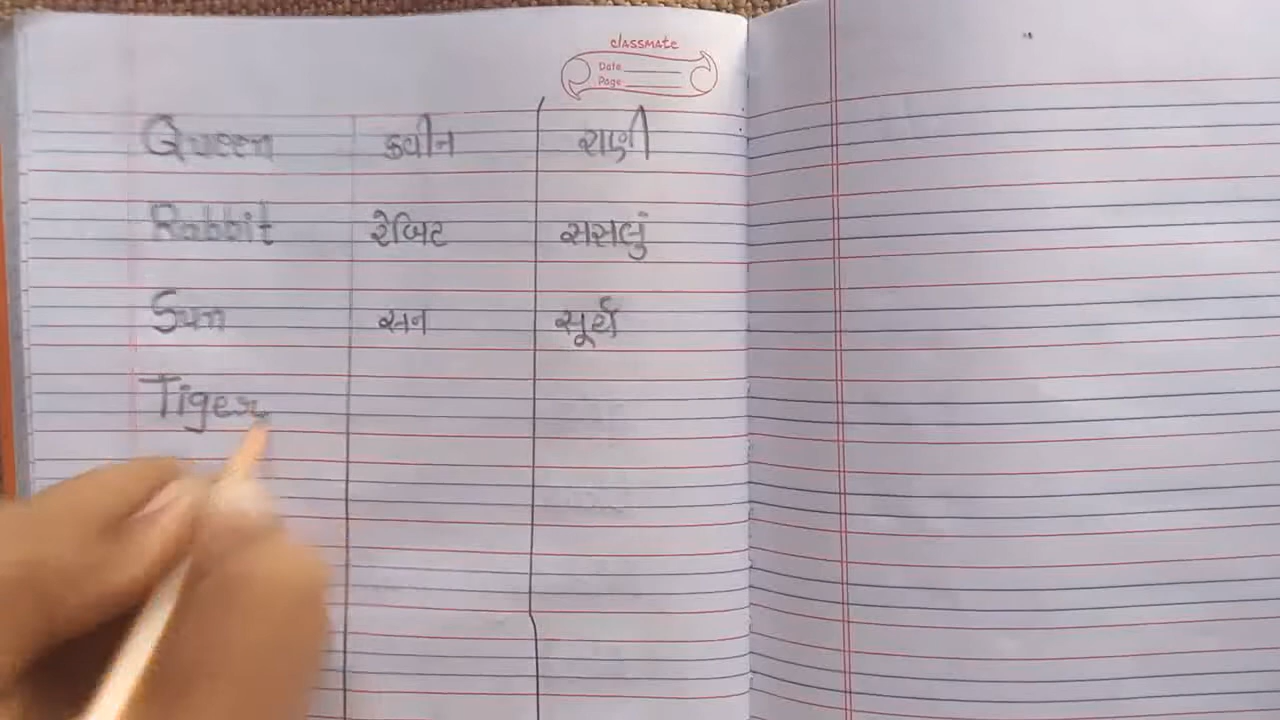 classmate
Date
Page
Queen ક્વીન રાણી
Rabbit રેબિટ સસલું
Sun સન સૂર્ય
Tiger